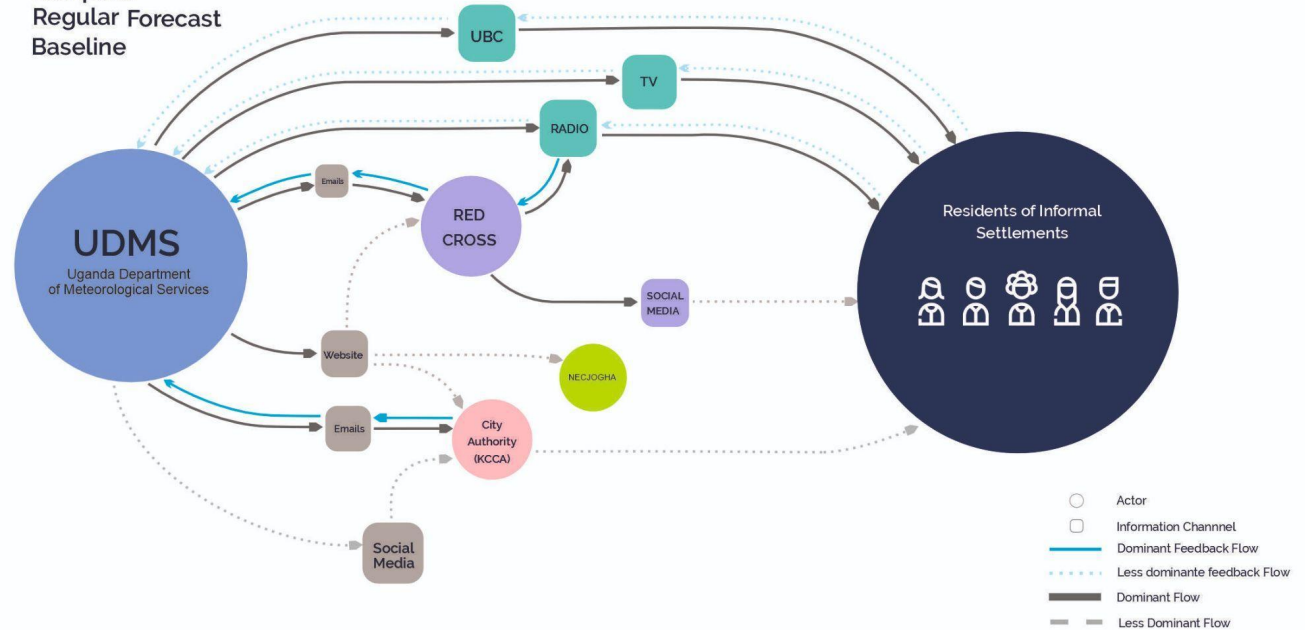 Regular Forecast
Baseline
UBC
TV
RADIO
Emails
RED
CROSS
UDMS
Uganda Department
of Meteorological Services
Residents of Informal
Settlements
SOCIAL
MEDIA
Website
NECJOGHA
Emails
City
Authority
(KCCA)
Social
Media
Actor
Information Channnel
Dominant Feedback Flow
Less dominante feedback Flow
Dominant Flow
Less Dominant Flow